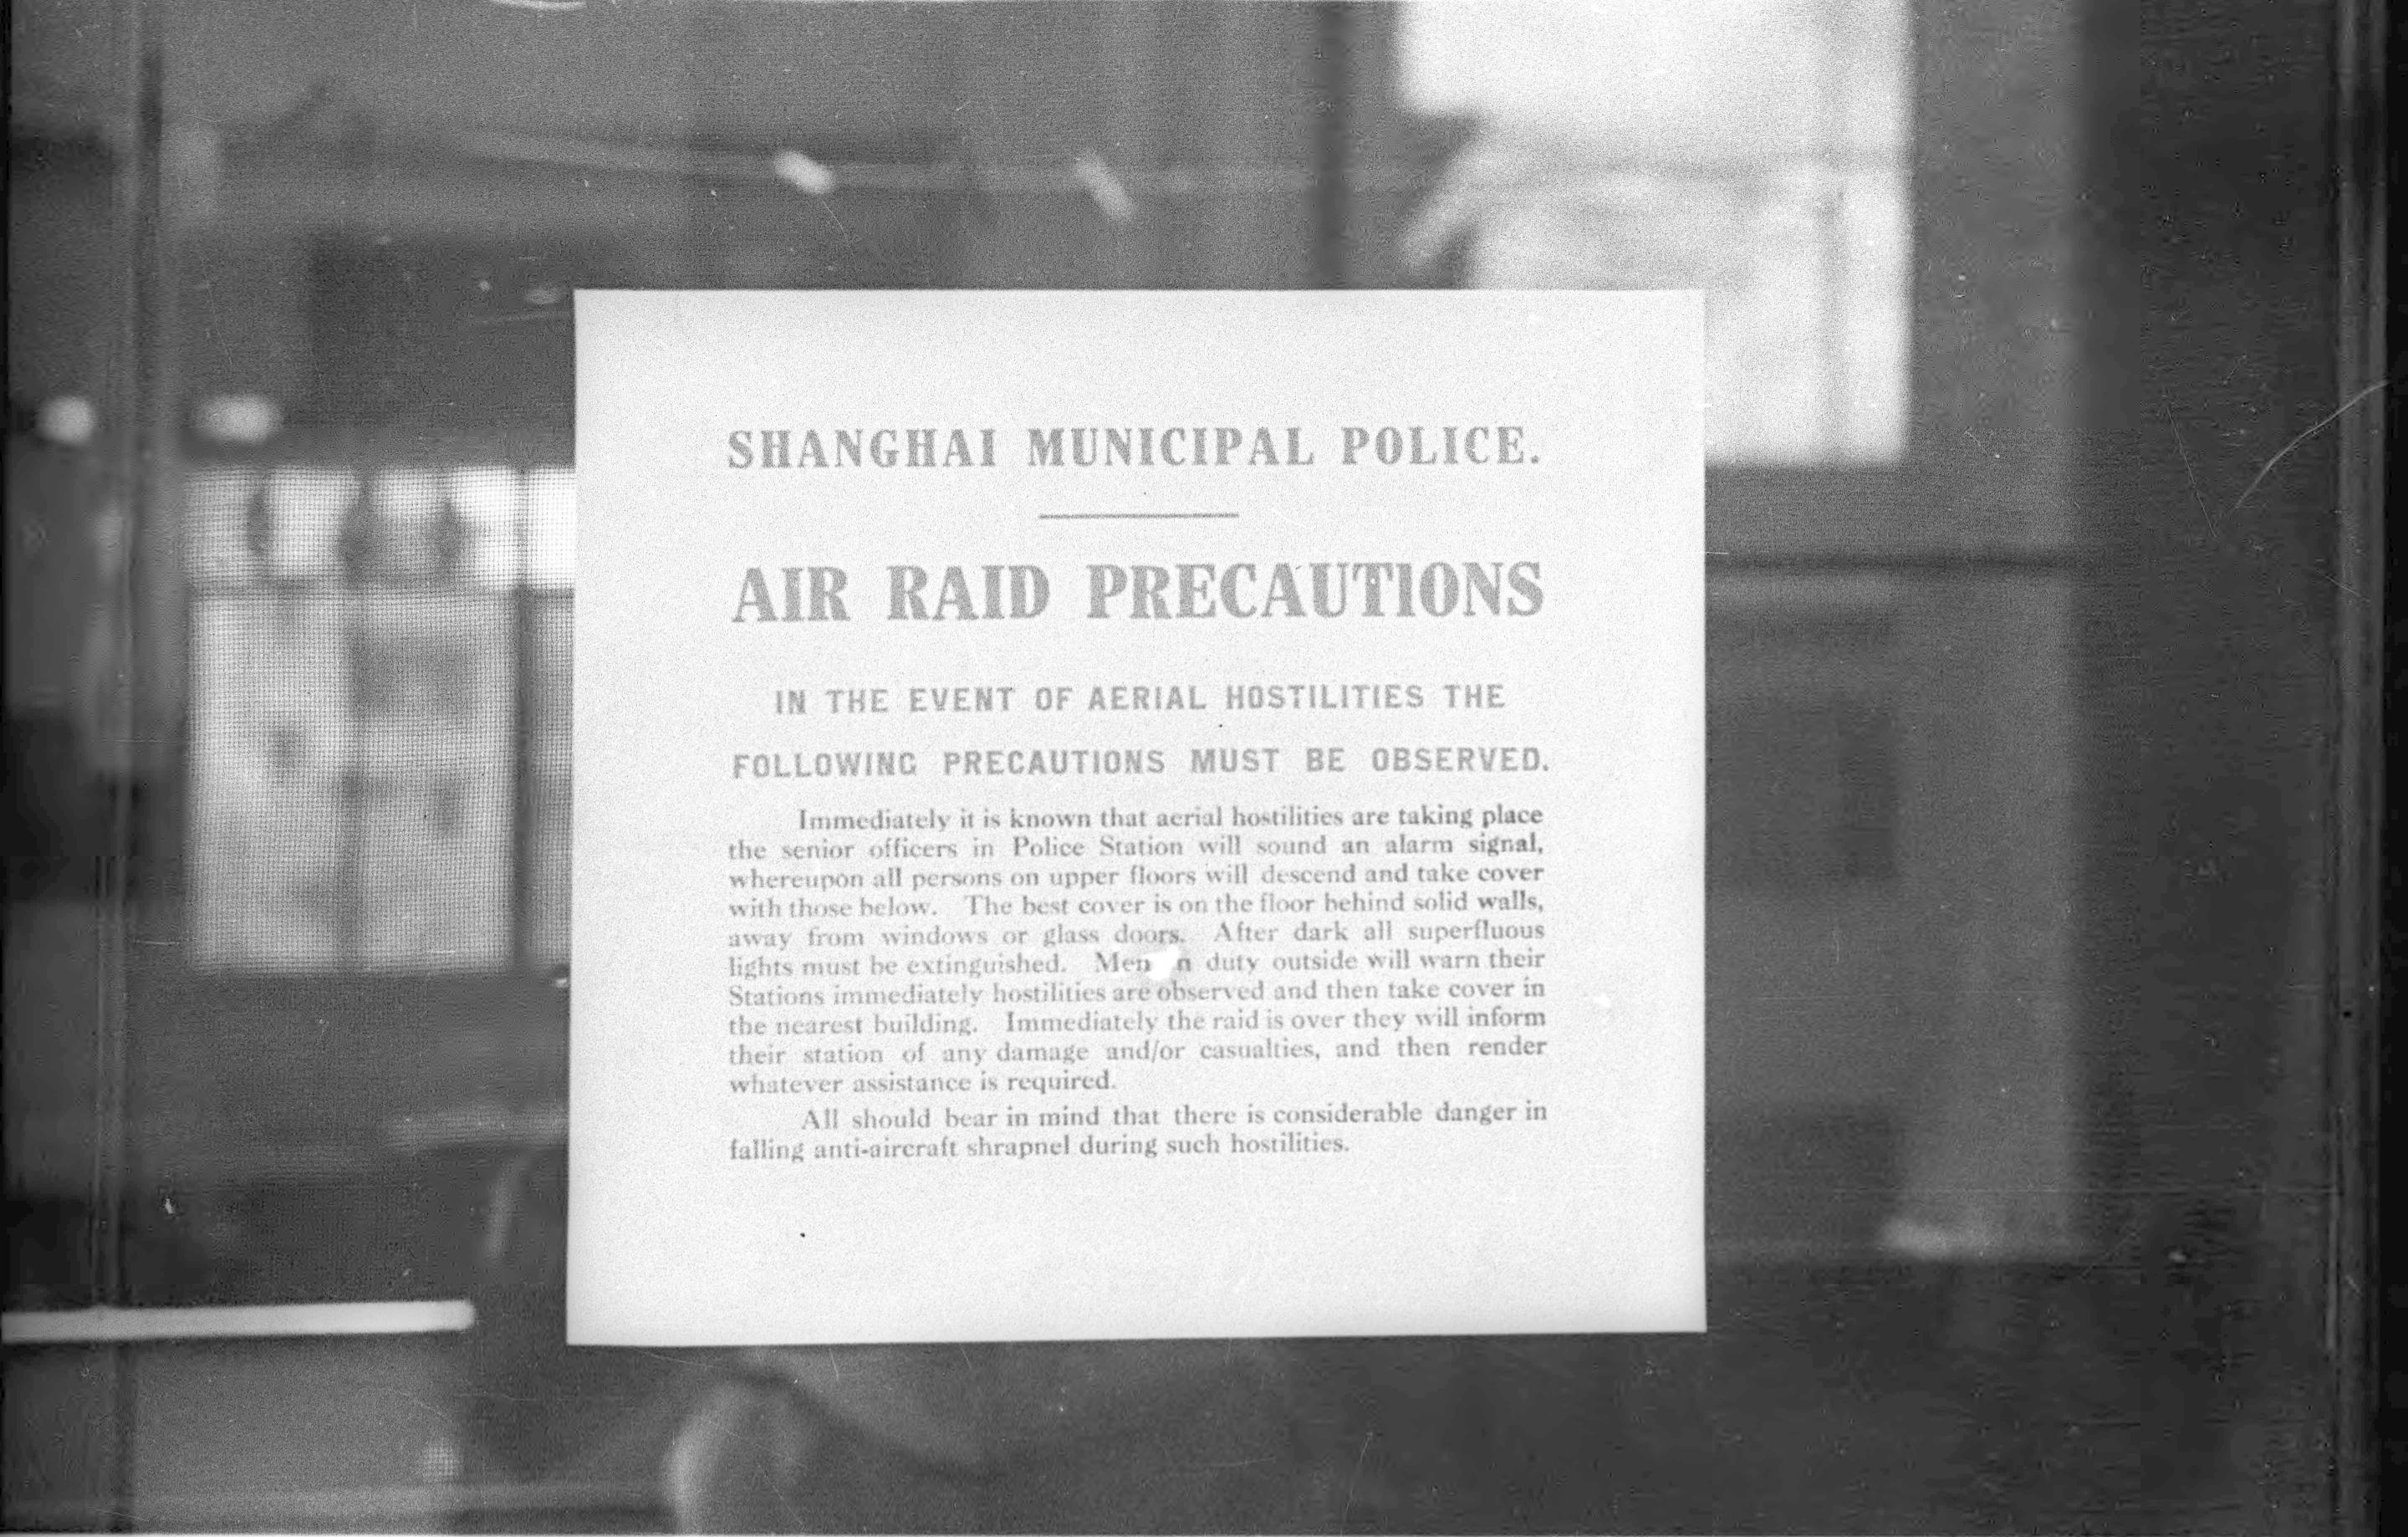 SHANGHAI MUNICIPAL POLICE.
AIR RAID PRECAUTIONS
IN THE EVENT OF AERIAL HOSTILITIES THE
FOLLOWING PRECAUTIONS MUST BE OBSERVED.
Immediately it is known that aerial hostilities are taking place
the senior officers in Police Station will sound an alarm signal,
whereupon all persons on upper floors will descend and take cover
with those below. The best cover is on the floor behind solid walls,
away from windows or glass doors. After dark all superfluous
lights must be extinguished. Men n duty outside will warn their
Stations immediately hostilities are observed and then take cover in
the nearest building. Immediately the raid is over they will inform
their station of any damage and/or casualties, and then render
whatever assistance is required.
All should bear in mind that there is considerable danger in
falling anti-aircraft shrapnel during such hostilities.